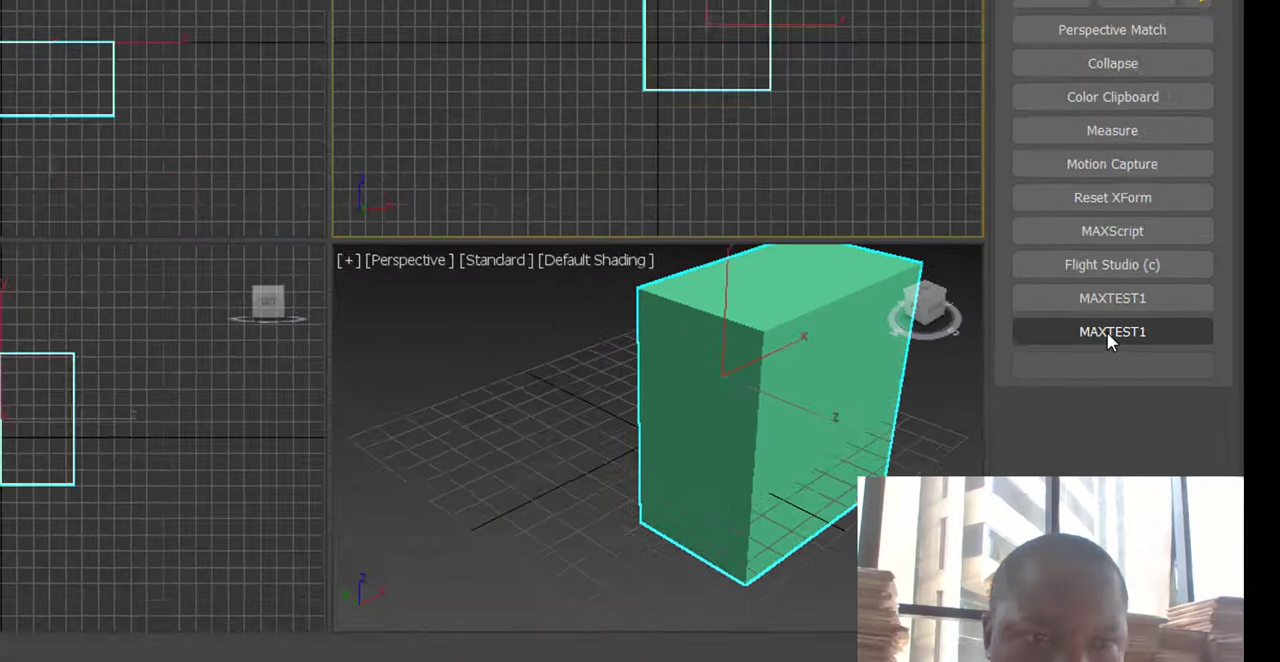 Perspective Match
Collapse
Color Clipboard
Measure
Motion Capture
Reset XForm
MAXScript
Flight Studio (c)
MAXTEST1
MAXTEST1
[+] [Perspective ] [Standard ] [Default Shading ]
x
z
z